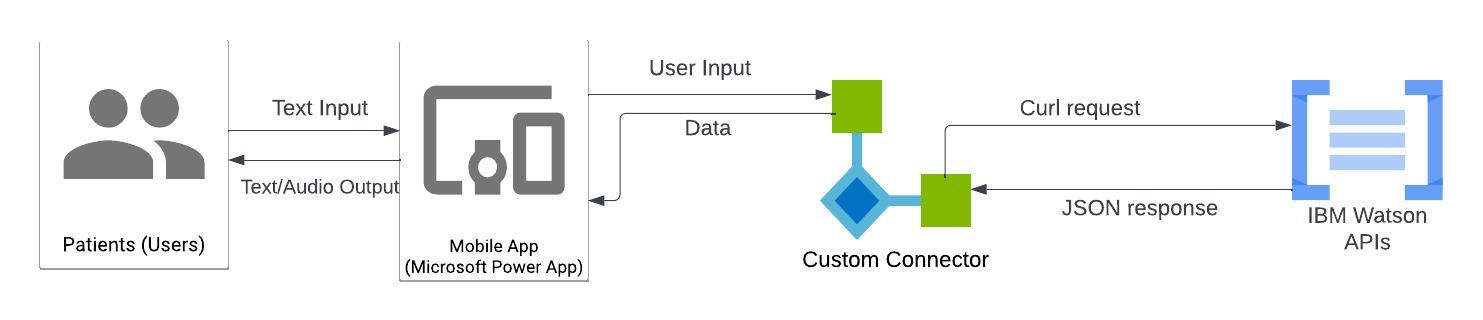 Text Input
Text/Audio Output
Patients (Users)
Mobile App
(Microsoft Power App)
User Input
Data
Custom Connector
Curl request
JSON response
IBM Watson
APIs